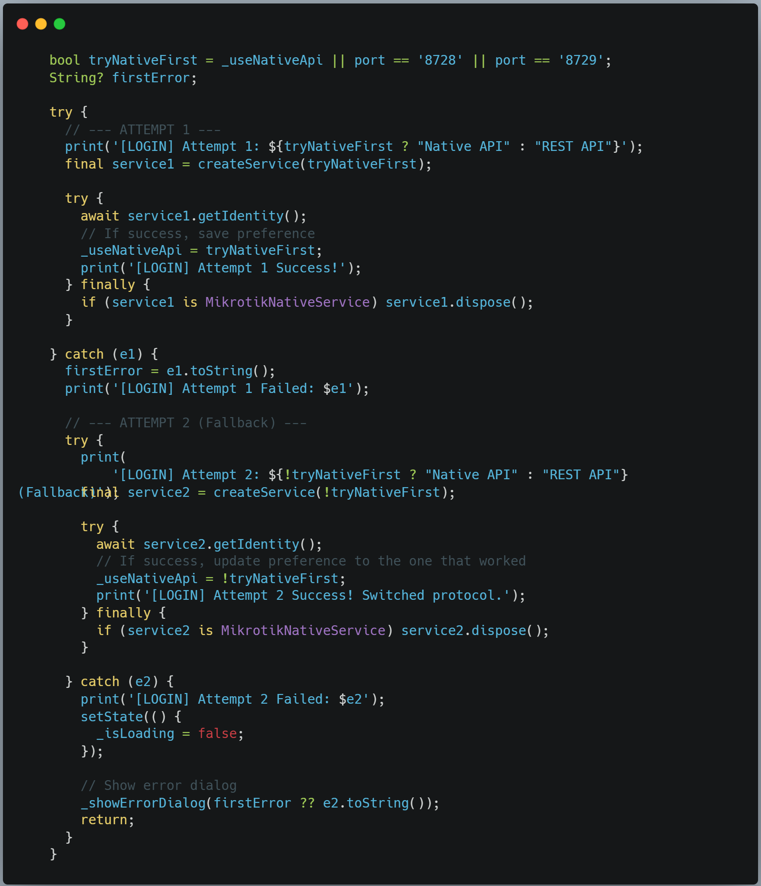 bool tryNativeFirst = _useNativeApi || port == '8728' || port == '8729';
String? firstError;
try {
// --- ATTEMPT 1 ---
print('[LOGIN] Attempt 1: ${tryNativeFirst ? "Native API" : "REST API"}');
final service1 = createService(tryNativeFirst);
try {
await service1.getIdentity();
// If success, save preference
_useNativeApi = tryNativeFirst;
print('[LOGIN] Attempt 1 Success!');
} finally {
if (service1 is MikrotikNativeService) service1.dispose();
}
} catch (e1) {
firstError = e1.toString();
print('[LOGIN] Attempt 1 Failed: $e1');
// --- ATTEMPT 2 (Fallback) ---
try {
print(
'[LOGIN] Attempt 2: ${!tryNativeFirst ? "Native API" : "REST API"}
(Fallback)');
final service2 = createService(!tryNativeFirst);
try {
await service2.getIdentity();
// If success, update preference to the one that worked
_useNativeApi = !tryNativeFirst;
print('[LOGIN] Attempt 2 Success! Switched protocol.');
} finally {
if (service2 is MikrotikNativeService) service2.dispose();
}
} catch (e2) {
print('[LOGIN] Attempt 2 Failed: $e2');
setState(() {
_isLoading = false;
});
// Show error dialog
_showErrorDialog(firstError ?? e2.toString());
return;
}
}